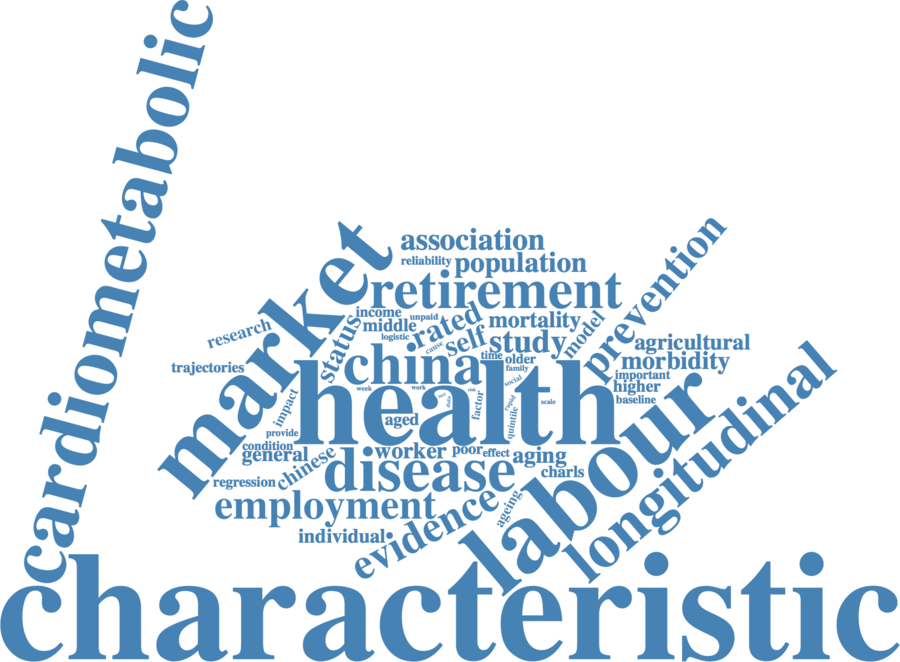 cardiometabolic
market
association
reliability
population
retirement
prevention
income
unpaid
middle
logistic
rated
cause
self
mortality
study
model
research
status
trajectories
china
time
older
family
agricultural
morbidity
important
higher
baseline
health
week
work
risk
social
rapid
scale
quintile
factor
impact
aged
provide
condition
general
chinese
regression
worker
poor
effect
aging
charls
disease
labour
longitudinal
employment
ageing
evidence
individual
characteristic